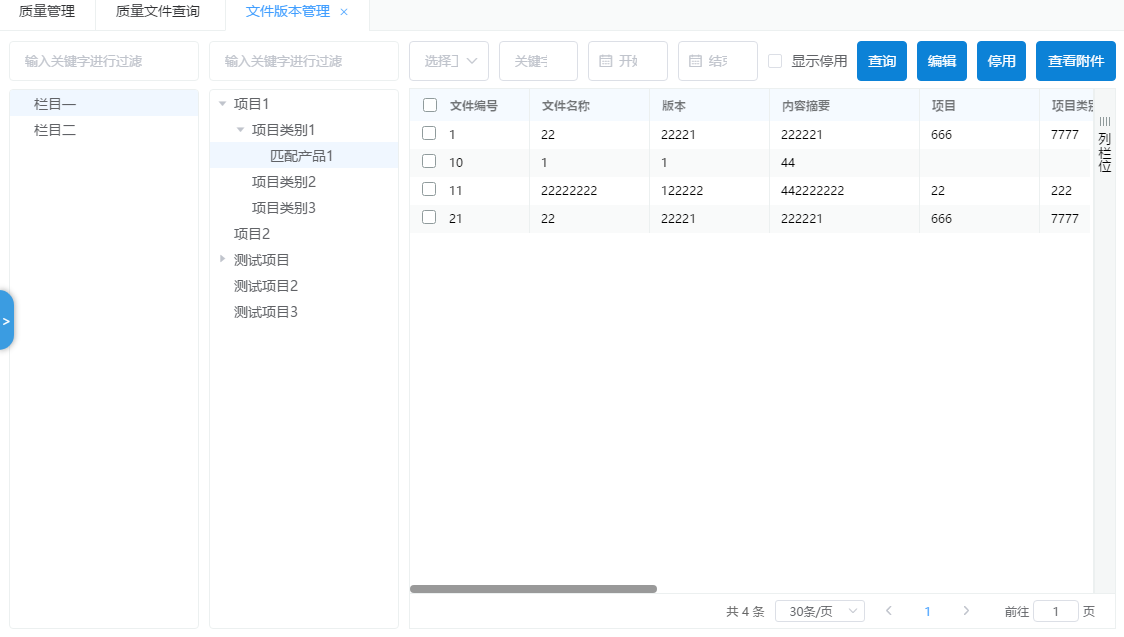 质量管理 质量文件查询 文件版本管理 ×
输入关键字进行过滤 输入关键字进行过滤 开始 显示停用 查询 编辑 停用 查看附件
栏目一
栏目二
项目1
项目类别1
匹配产品1
项目类别2
项目类别3
项目2
测试项目
测试项目2
测试项目3
文件编号 文件名称 版本 内容摘要 项目 项目类别
1 22 22221 222221 666 7777
10 1 1 44
11 22222222 122222 442222222 22 222
21 22 22221 222221 666 7777
列栏位
>
共 4 条 30条/页 < 1 > 前往 1 页